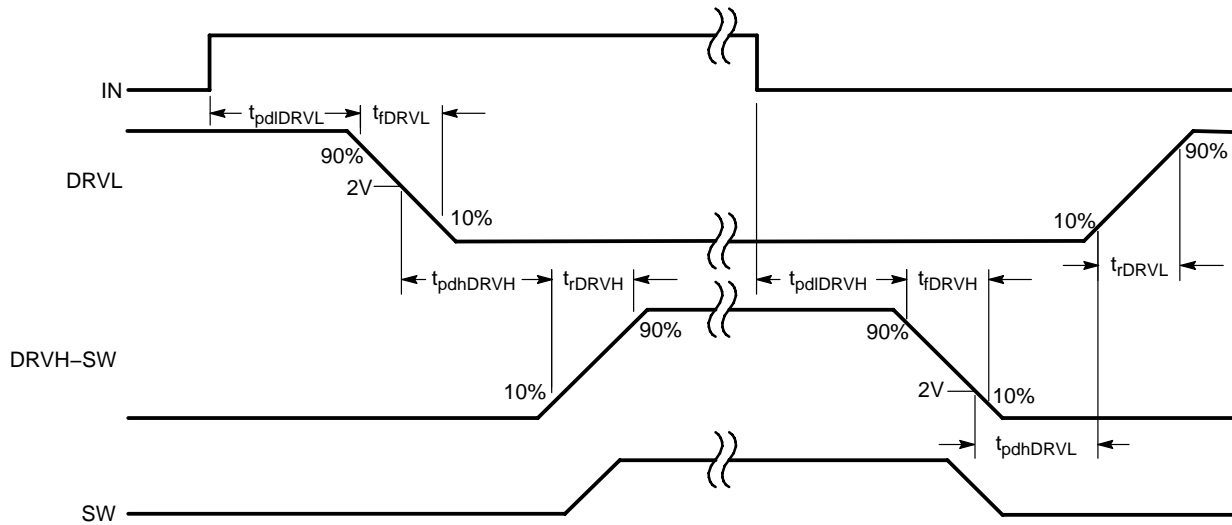 IN
tpdlDRVL
tfDRVL
90%
90%
DRVL
2V
10%
10%
tpdhDRVH
trDRVH
tpdlDRVH
tfDRVH
trDRVL
90%
90%
DRVH–SW
10%
2V
10%
tpdhDRVL
SW